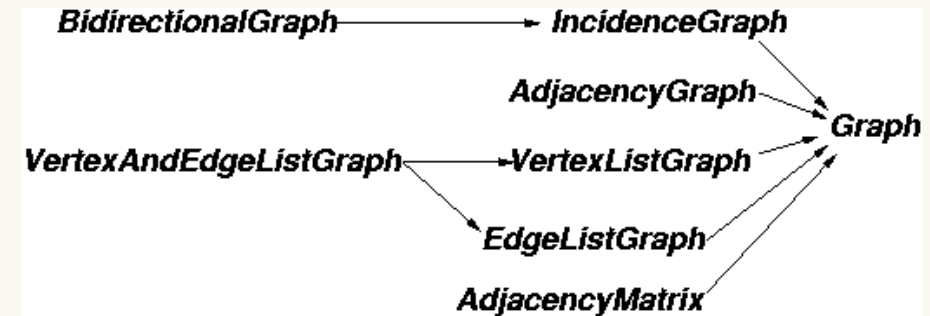 BidirectionalGraph IncidenceGraph
AdjacencyGraph
Graph
VertexAndEdgeListGraph VertexListGraph
EdgeListGraph
AdjacencyMatrix